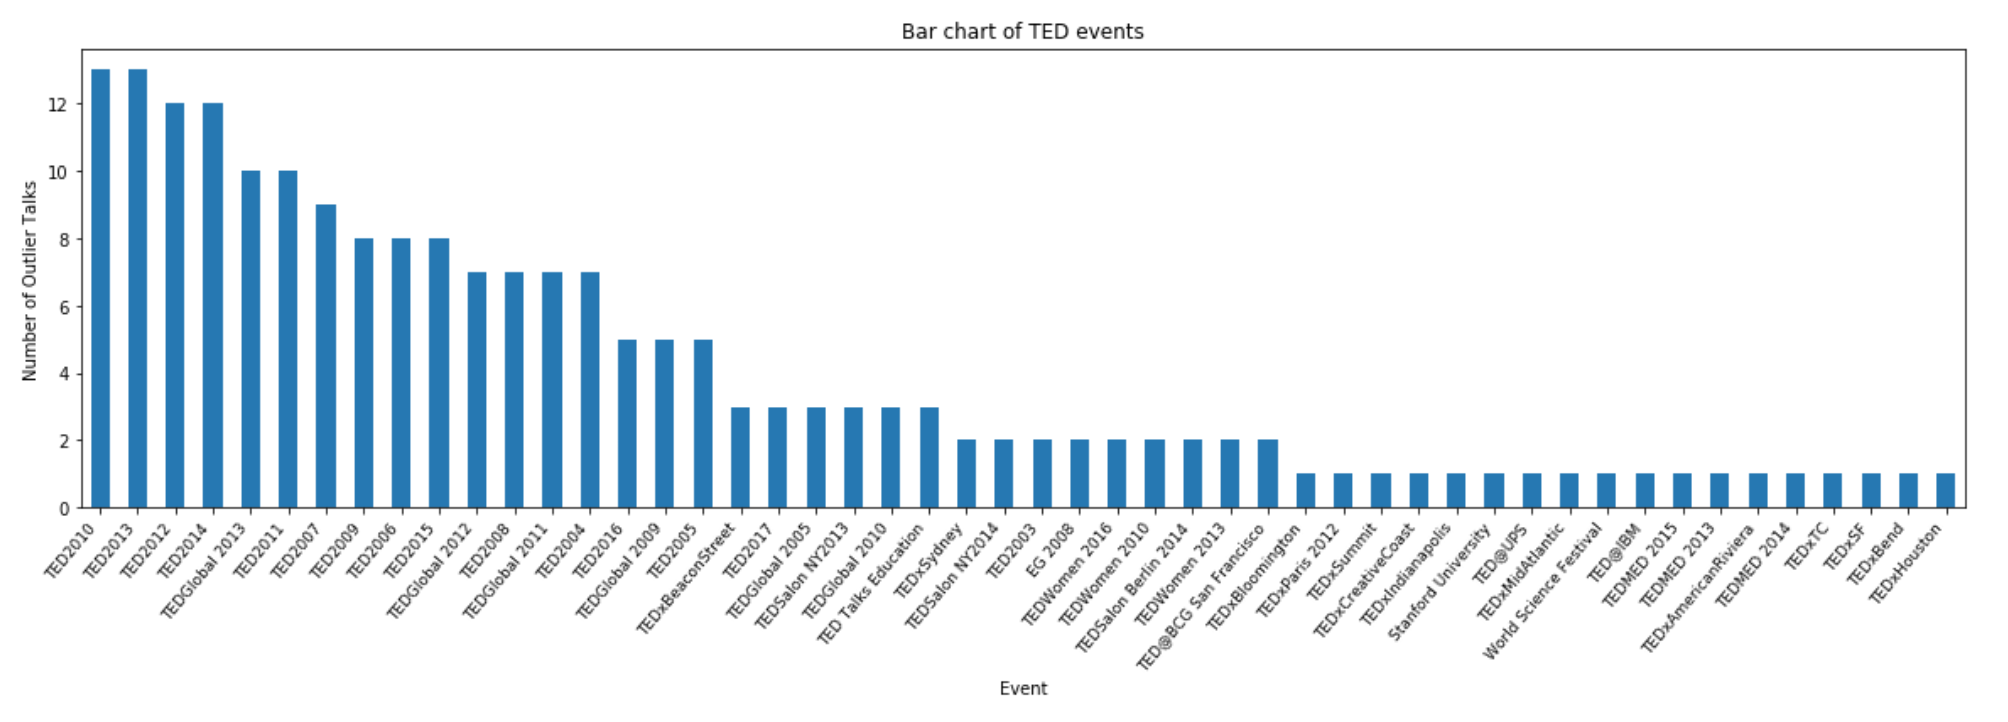 Bar chart of TED events
Number of Outlier Talks
12
10
8
6
4
2
0
TED2010
TED2013
TED2012
TED2014
TEDGlobal 2013
TED2011
TED2007
TED2009
TED2006
TED2015
TEDGlobal 2012
TED2008
TEDGlobal 2011
TED2004
TED2016
TEDGlobal 2009
TED2005
TEDxBeaconStreet
TED2017
TEDGlobal 2005
TEDSalon NY2013
TEDGlobal 2010
TED Talks Education
TEDxSydney
TEDSalon NY2014
TED2003
EG 2008
TEDWomen 2016
TEDWomen 2010
TEDSalon Berlin 2014
TEDWomen 2013
TED@BCG San Francisco
TEDxBloomington
TEDxParis 2012
TEDxSummit
TEDxCreativeCoast
TEDxIndianapolis
Stanford University
TED@UPS
TEDxMidAtlantic
World Science Festival
TED@IBM
TEDMED 2015
TEDMED 2013
TEDxAmericanRiviera
TEDMED 2014
TEDxTC
TEDxSF
TEDxBend
TEDxHouston
Event